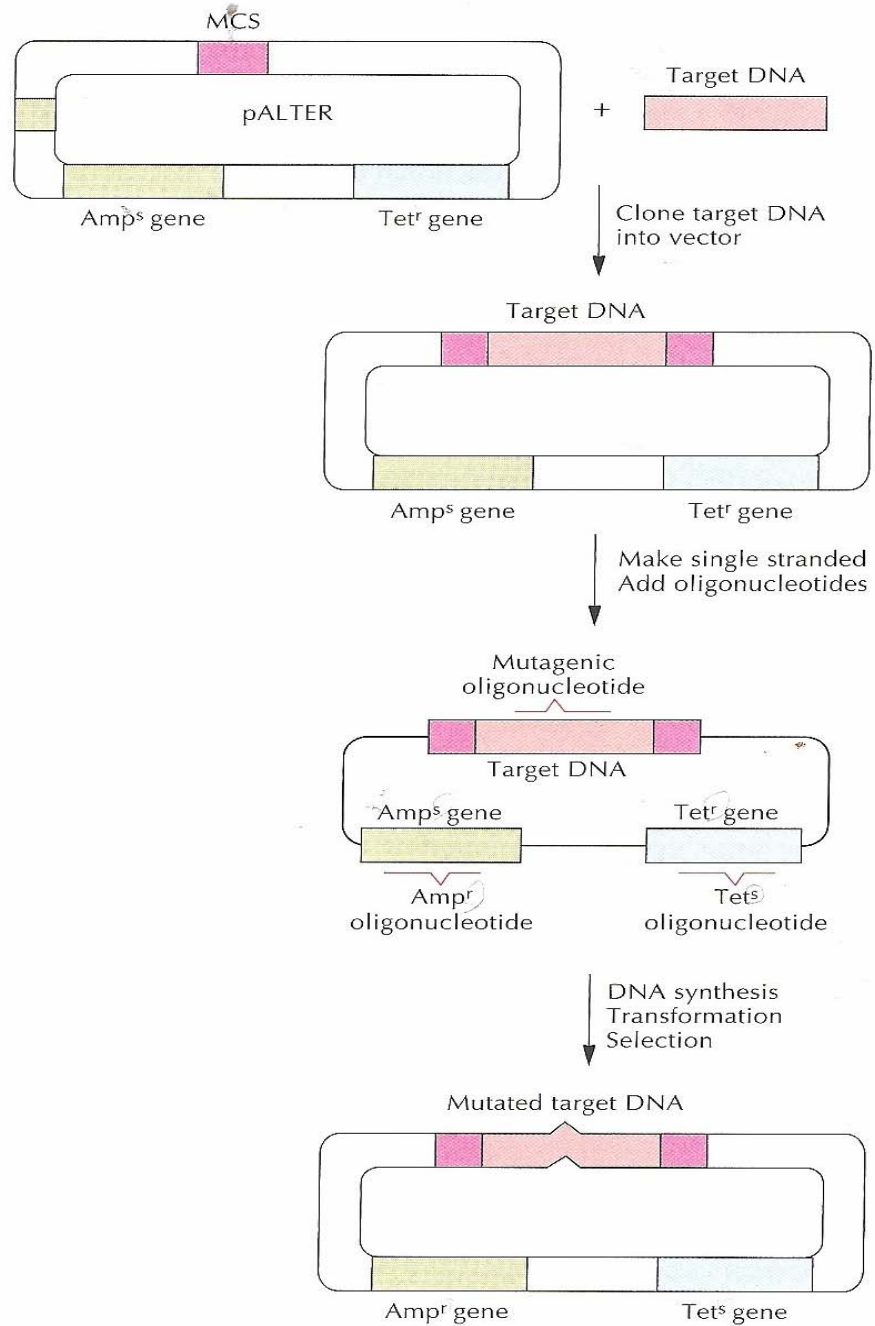 MCS
pALTER
+
Target DNA
Ampˢ gene
Tetʳ gene
Clone target DNA
into vector
Target DNA
Ampˢ gene
Tetʳ gene
Make single stranded
Add oligonucleotides
Mutagenic
oligonucleotide
Target DNA
Ampˢ gene
Tetʳ gene
Ampʳ
oligonucleotide
Tetˢ
oligonucleotide
DNA synthesis
Transformation
Selection
Mutated target DNA
Ampʳ gene
Tetˢ gene